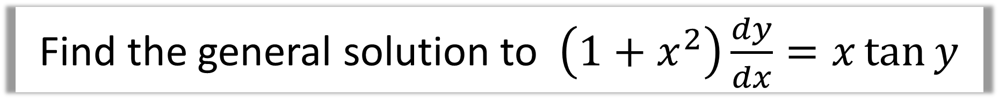 Find the general solution to (1 + x²) dy/dx = x tan y